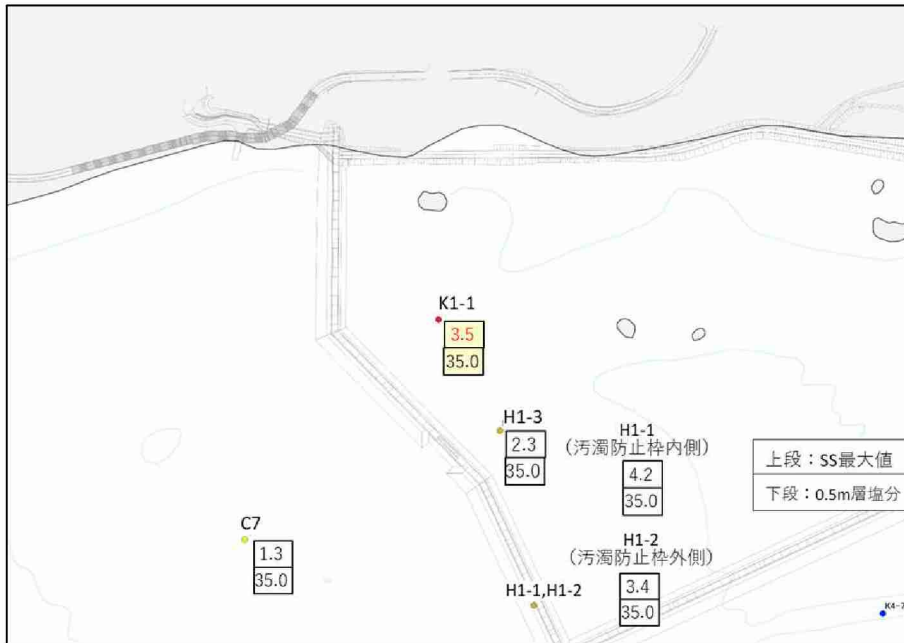 K1-1
3.5
35.0
H1-3
2.3
35.0
H1-1
（汚濁防止枠内側）
4.2
35.0
上段：SS最大値
下段：0.5m層塩分
C7
1.3
35.0
H1-2
（汚濁防止枠外側）
3.4
35.0
H1-1,H1-2